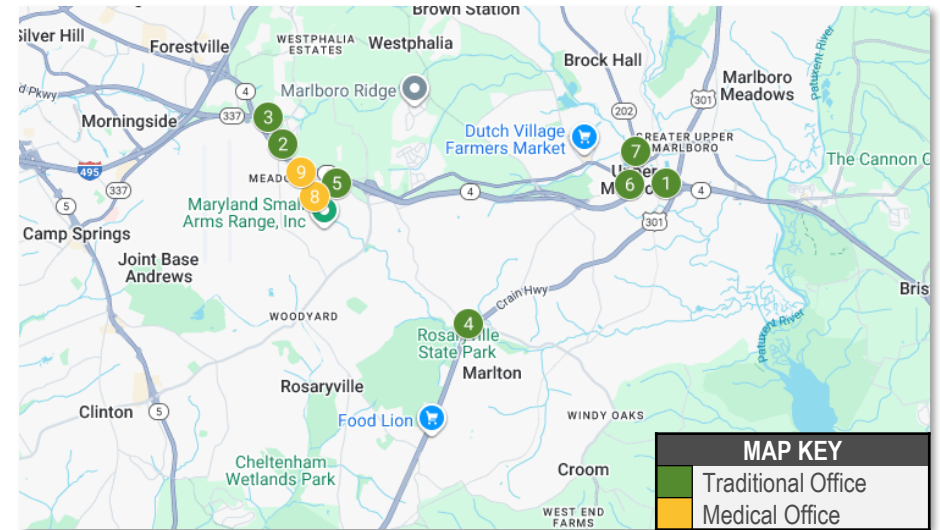 Brown Station
Silver Hill
Forestville
WESTPHALIA
ESTATES
Westphalia
Brock Hall
Marlboro
Meadows
Patuxent River
d Pkwy
4
Marlboro Ridge
301
202
337
3
Morningside
Dutch Village
Farmers Market
GREATER UPPER
MARLBORO
2
7
The Cannon C
495
9
MEADO
5
337
8
4
6
1
4
5
Maryland Small
Arms Range, Inc
301
Camp Springs
Joint Base
Andrews
Bris
Crain Hwy
WOODYARD
4
Patuxent River
State Park
Marlton
Rosaryville
Clinton
5
Food Lion
WINDY OAKS
MAP KEY
Cheltenham
Wetlands Park
Croom
Traditional Office
WEST END
FARMS
Medical Office